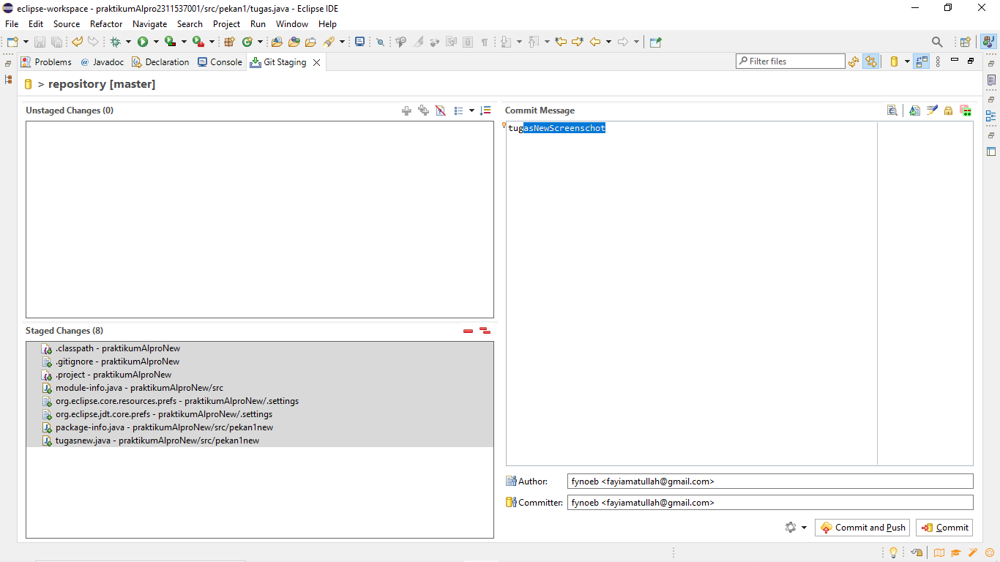 eclipse-workspace - praktikumAlpro2311537001/src/pekan1/tugas.java - Eclipse IDE
File Edit Source Refactor Navigate Search Project Run Window Help
Problems @ Javadoc Declaration Console Git Staging
Filter files
> repository [master]
Unstaged Changes (0)
Commit Message
tugasNewScreenschot
Staged Changes (8)
.classpath - praktikumAlproNew
.gitignore - praktikumAlproNew
.project - praktikumAlproNew
module-info.java - praktikumAlproNew/src
org.eclipse.core.resources.prefs - praktikumAlproNew/.settings
org.eclipse.jdt.core.prefs - praktikumAlproNew/.settings
package-info.java - praktikumAlproNew/src/pekan1new
tugasnew.java - praktikumAlproNew/src/pekan1new
Author: fynoeb <fayiamatullah@gmail.com>
Committer: fynoeb <fayiamatullah@gmail.com>
Commit and Push Commit